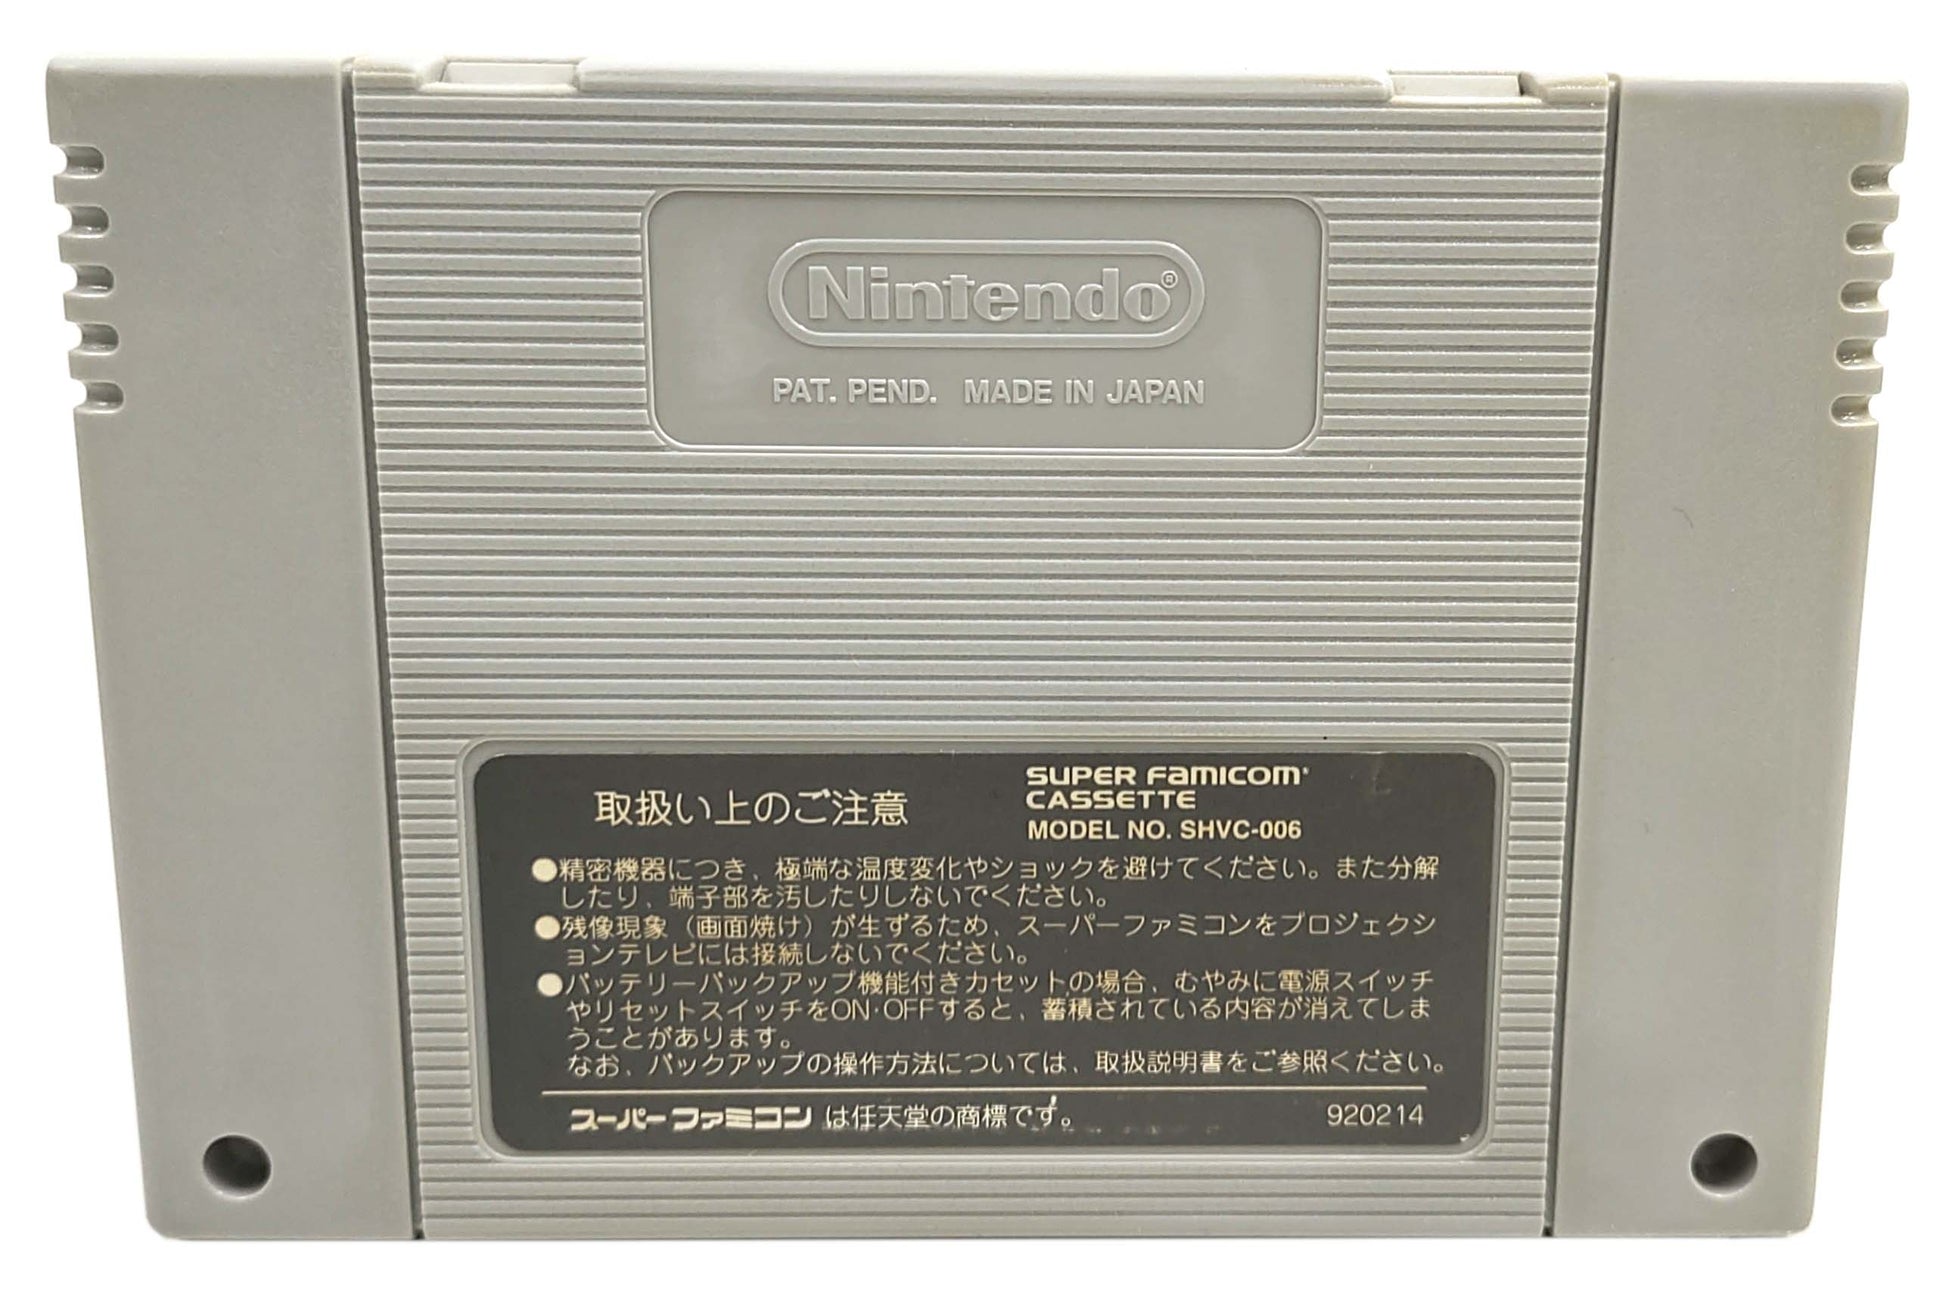 Nintendo®
PAT. PEND. MADE IN JAPAN
取扱い上のご注意
SUPER FAMICOM
CASSETTE
MODEL NO. SHVC-006
●精密機器につき、極端な温度変化やショックを避けてください。また分解
したり、端子部を汚したりしないでください。
●残像現象（画面焼け）が生ずるため、スーパーファミコンをプロジェクシ
ョンテレビには接続しないでください。
●バッテリーバックアップ機能付きカセットの場合、むやみに電源スイッチ
やリセットスイッチをON・OFFすると、蓄積されている内容が消えてしま
うことがあります。
なお、バックアップの操作方法については、取扱説明書をご参照ください。
スーパーファミコン は任天堂の商標です。 920214